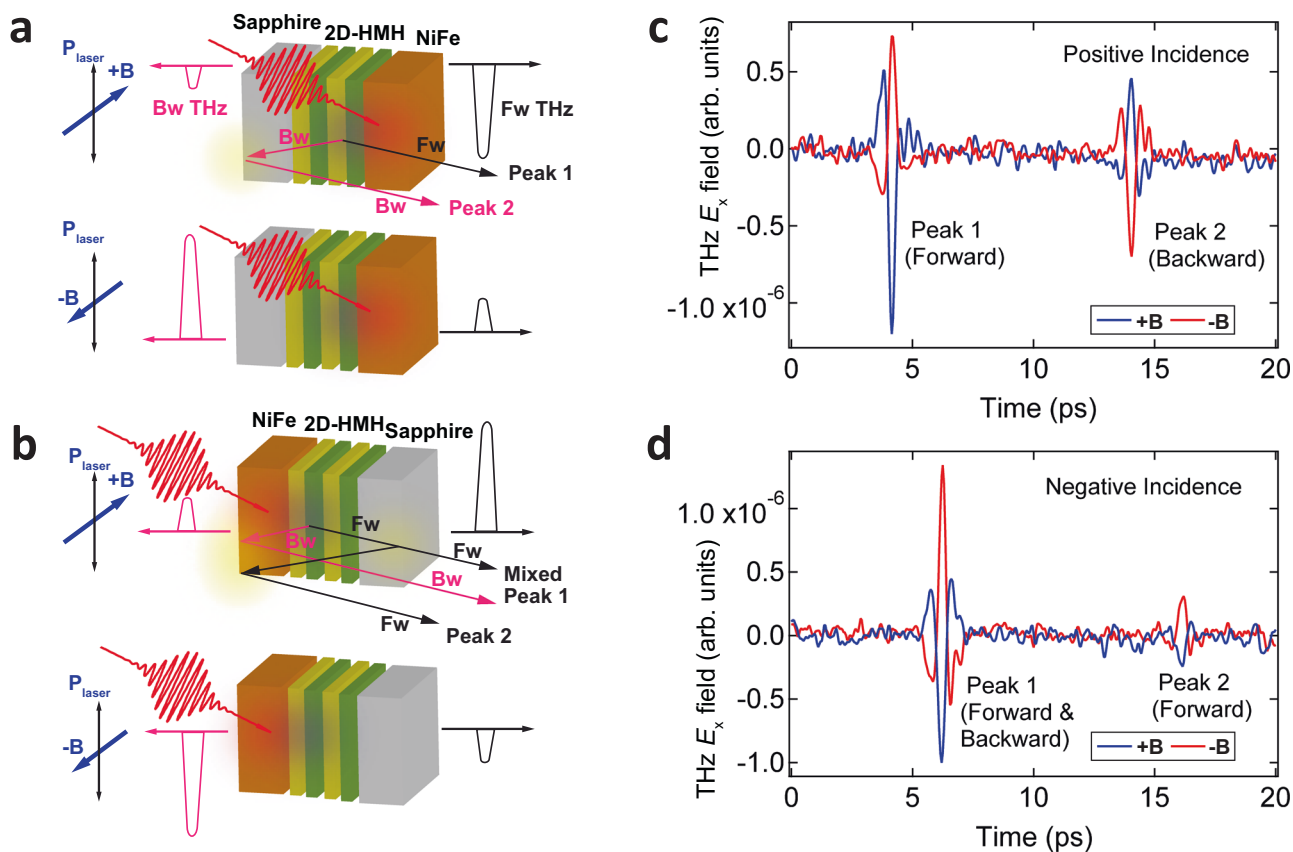 a
Sapphire
2D-HMH
NiFe
P laser
+B
Bw THz
Fw THz
Bw
Fw
Peak 1
Bw
Peak 2
P laser
-B
b
NiFe
2D-HMH
Sapphire
P laser
+B
Fw
Bw
Fw
Mixed
Peak 1
Bw
Fw
Peak 2
P laser
-B
c
THz Ex field (arb. units)
0.5
0.0
-0.5
-1.0 x10-6
Positive Incidence
Peak 1
(Forward)
Peak 2
(Backward)
+B
-B
0
5
10
15
20
Time (ps)
d
THz Ex field (arb. units)
1.0 x10-6
0.5
0.0
-0.5
-1.0
Negative Incidence
Peak 1
(Forward &
Backward)
Peak 2
(Forward)
+B
-B
0
5
10
15
20
Time (ps)